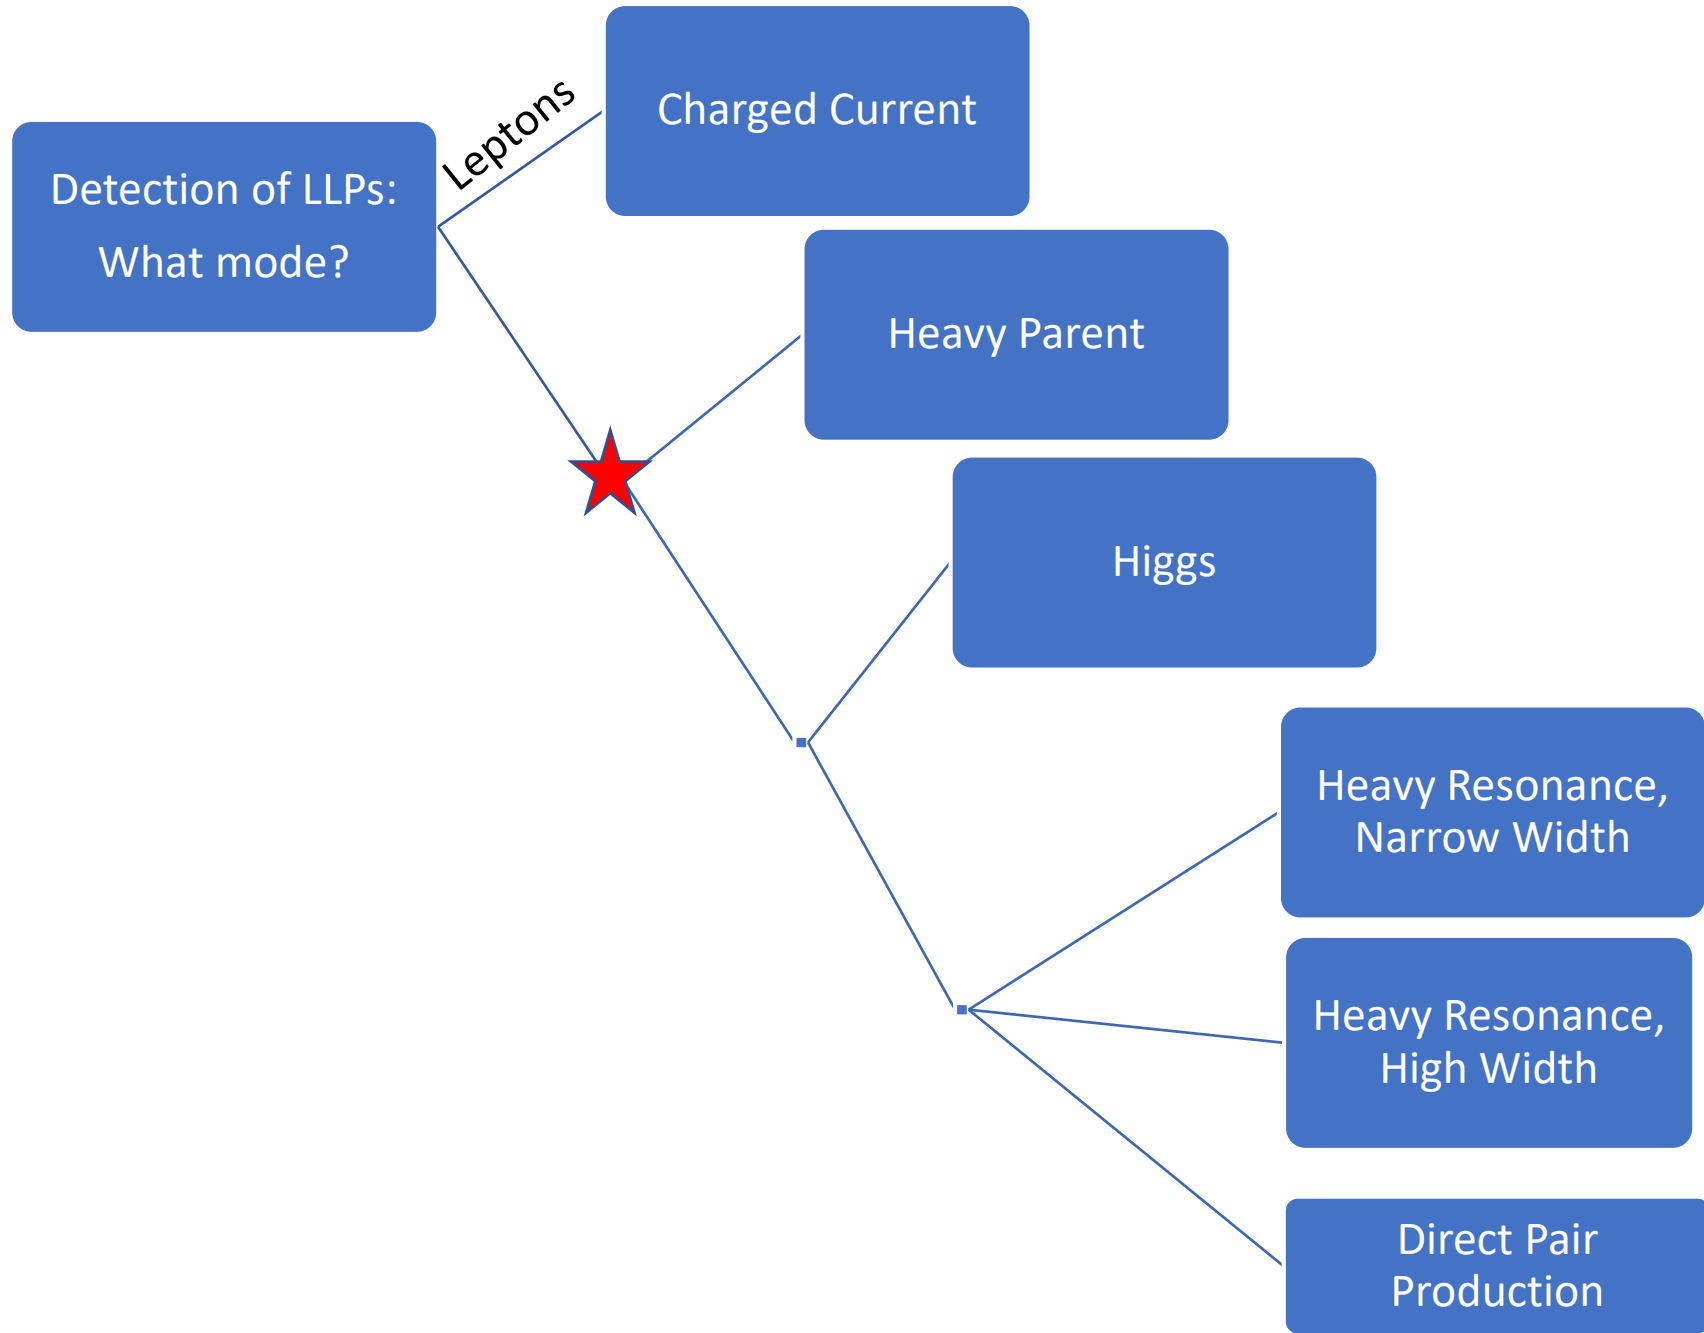 Detection of LLPs:
What mode?
Leptons
Charged Current
Heavy Parent
Higgs
Heavy Resonance,
Narrow Width
Heavy Resonance,
High Width
Direct Pair
Production